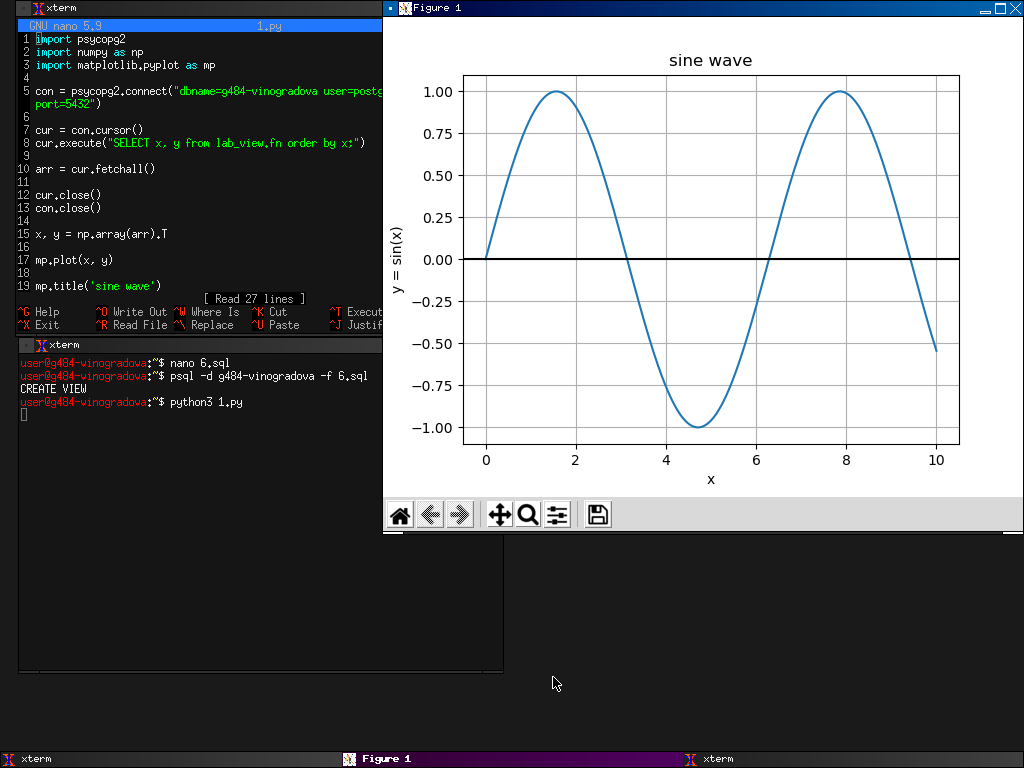 xterm
GNU nano 5.9 1.py
1 import psycopg2
2 import numpy as np
3 import matplotlib.pyplot as mp
4
5 con = psycopg2.connect("dbname=g484-vinogradova user=postg
port=5432")
6
7 cur = con.cursor()
8 cur.execute("SELECT x, y from lab_view.fn order by x;")
9
10 arr = cur.fetchall()
11
12 cur.close()
13 con.close()
14
15 x, y = np.array(arr).T
16
17 mp.plot(x, y)
18
19 mp.title('sine wave')
[ Read 27 lines ]
^G Help ^O Write Out ^W Where Is ^K Cut ^T Execut
^X Exit ^R Read File ^\ Replace ^U Paste ^J Justif
xterm
user@g484-vinogradova:~$ nano 6.sql
user@g484-vinogradova:~$ psql -d g484-vinogradova -f 6.sql
CREATE VIEW
user@g484-vinogradova:~$ python3 1.py
Figure 1
sine wave
1.00
0.75
0.50
0.25
0.00
−0.25
−0.50
−0.75
−1.00
y = sin(x)
0 2 4 6 8 10
x
xterm Figure 1 xterm